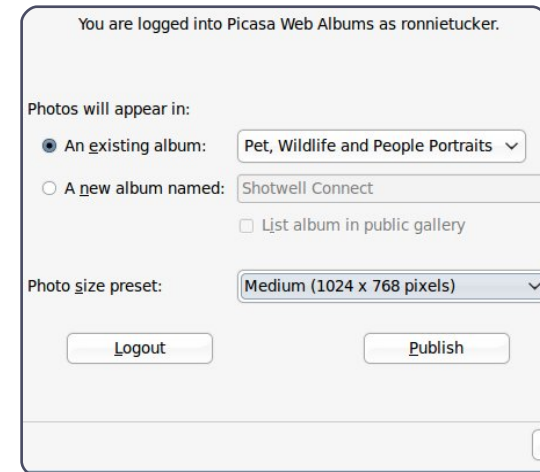 You are logged into Picasa Web Albums as ronnietucker.
Photos will appear in:
An existing album: Pet, Wildlife and People Portraits
A new album named: Shotwell Connect
List album in public gallery
Photo size preset: Medium (1024 x 768 pixels)
Logout Publish